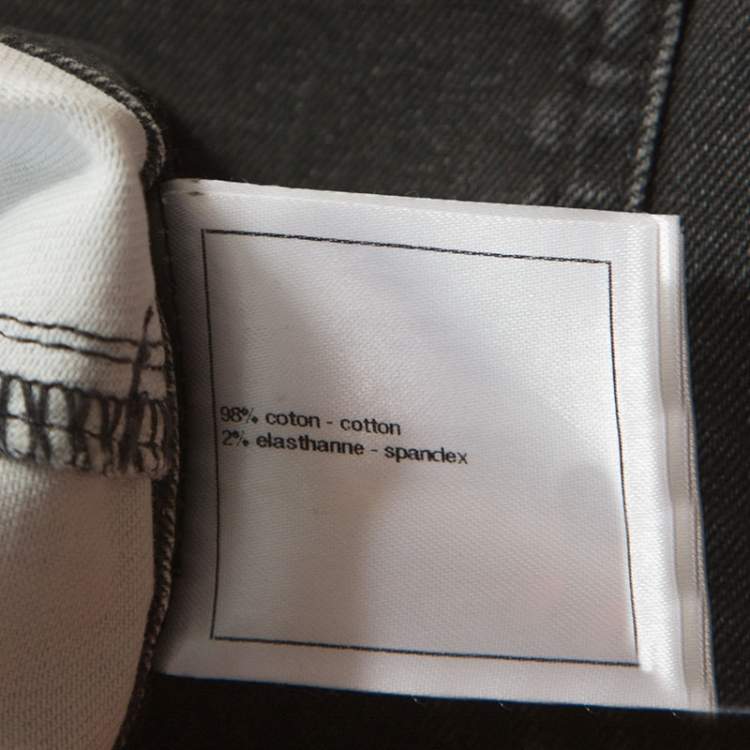 98% coton - cotton
2% elasthanne - spandex